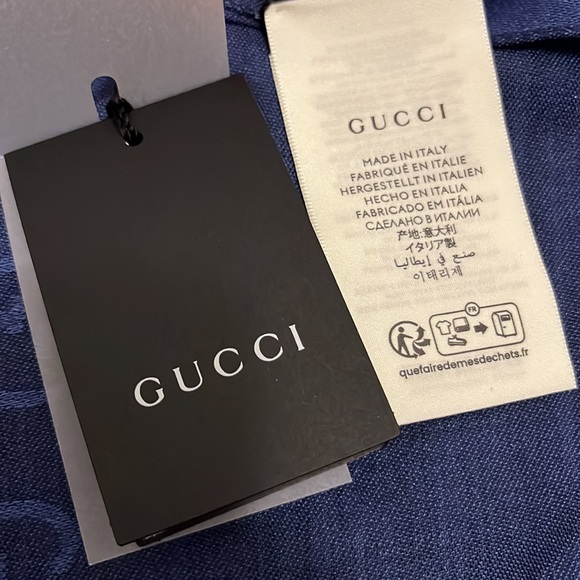 GUCCI
GUCCI
MADE IN ITALY
FABRIQUÉ EN ITALIE
HERGESTELLT IN ITALIEN
HECHO EN ITALIA
FABRICADO EM ITÁLIA
СДЕЛАНО В ИТАЛИИ
产地:意大利
イタリア製
صنع في إيطاليا
이태리제
FR
quefairedemesdechets.fr